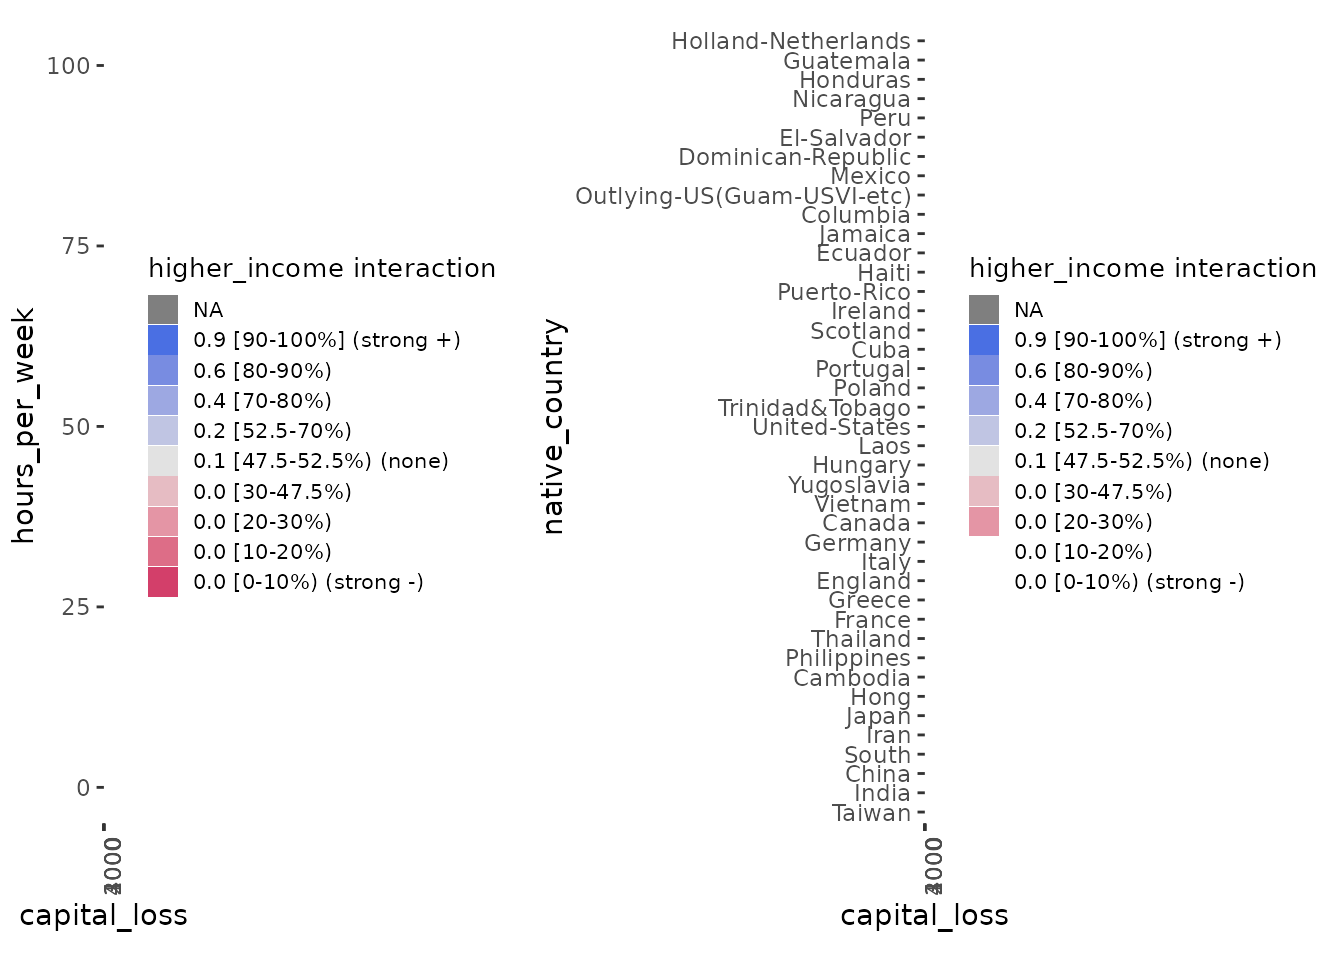 hours_per_week
100
75
50
25
0
capital_loss
higher_income interaction
NA
0.9 [90-100%] (strong +)
0.6 [80-90%)
0.4 [70-80%)
0.2 [52.5-70%)
0.1 [47.5-52.5%) (none)
0.0 [30-47.5%)
0.0 [20-30%)
0.0 [10-20%)
0.0 [0-10%) (strong -)
native_country
Holland-Netherlands
Guatemala
Honduras
Nicaragua
Peru
El-Salvador
Dominican-Republic
Mexico
Outlying-US(Guam-USVI-etc)
Columbia
Jamaica
Ecuador
Haiti
Puerto-Rico
Ireland
Scotland
Cuba
Portugal
Poland
Trinidad&Tobago
United-States
Laos
Hungary
Yugoslavia
Vietnam
Canada
Germany
Italy
England
Greece
France
Thailand
Philippines
Cambodia
Hong
Japan
Iran
South
China
India
Taiwan
capital_loss
higher_income interaction
NA
0.9 [90-100%] (strong +)
0.6 [80-90%)
0.4 [70-80%)
0.2 [52.5-70%)
0.1 [47.5-52.5%) (none)
0.0 [30-47.5%)
0.0 [20-30%)
0.0 [10-20%)
0.0 [0-10%) (strong -)